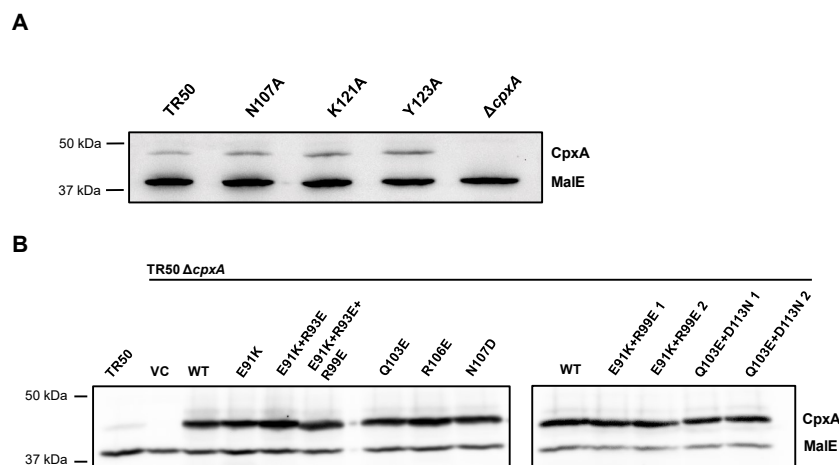 A
TR50 N107A K121A Y123A ΔcpxA
50 kDa
CpxA
MalE
37 kDa
B
TR50 ΔcpxA
TR50 VC WT E91K E91K+R93E E91K+R93E+
R99E Q103E R106E N107D WT E91K+R99E 1 E91K+R99E 2 Q103E+D113N 1 Q103E+D113N 2
50 kDa
CpxA
MalE
37 kDa